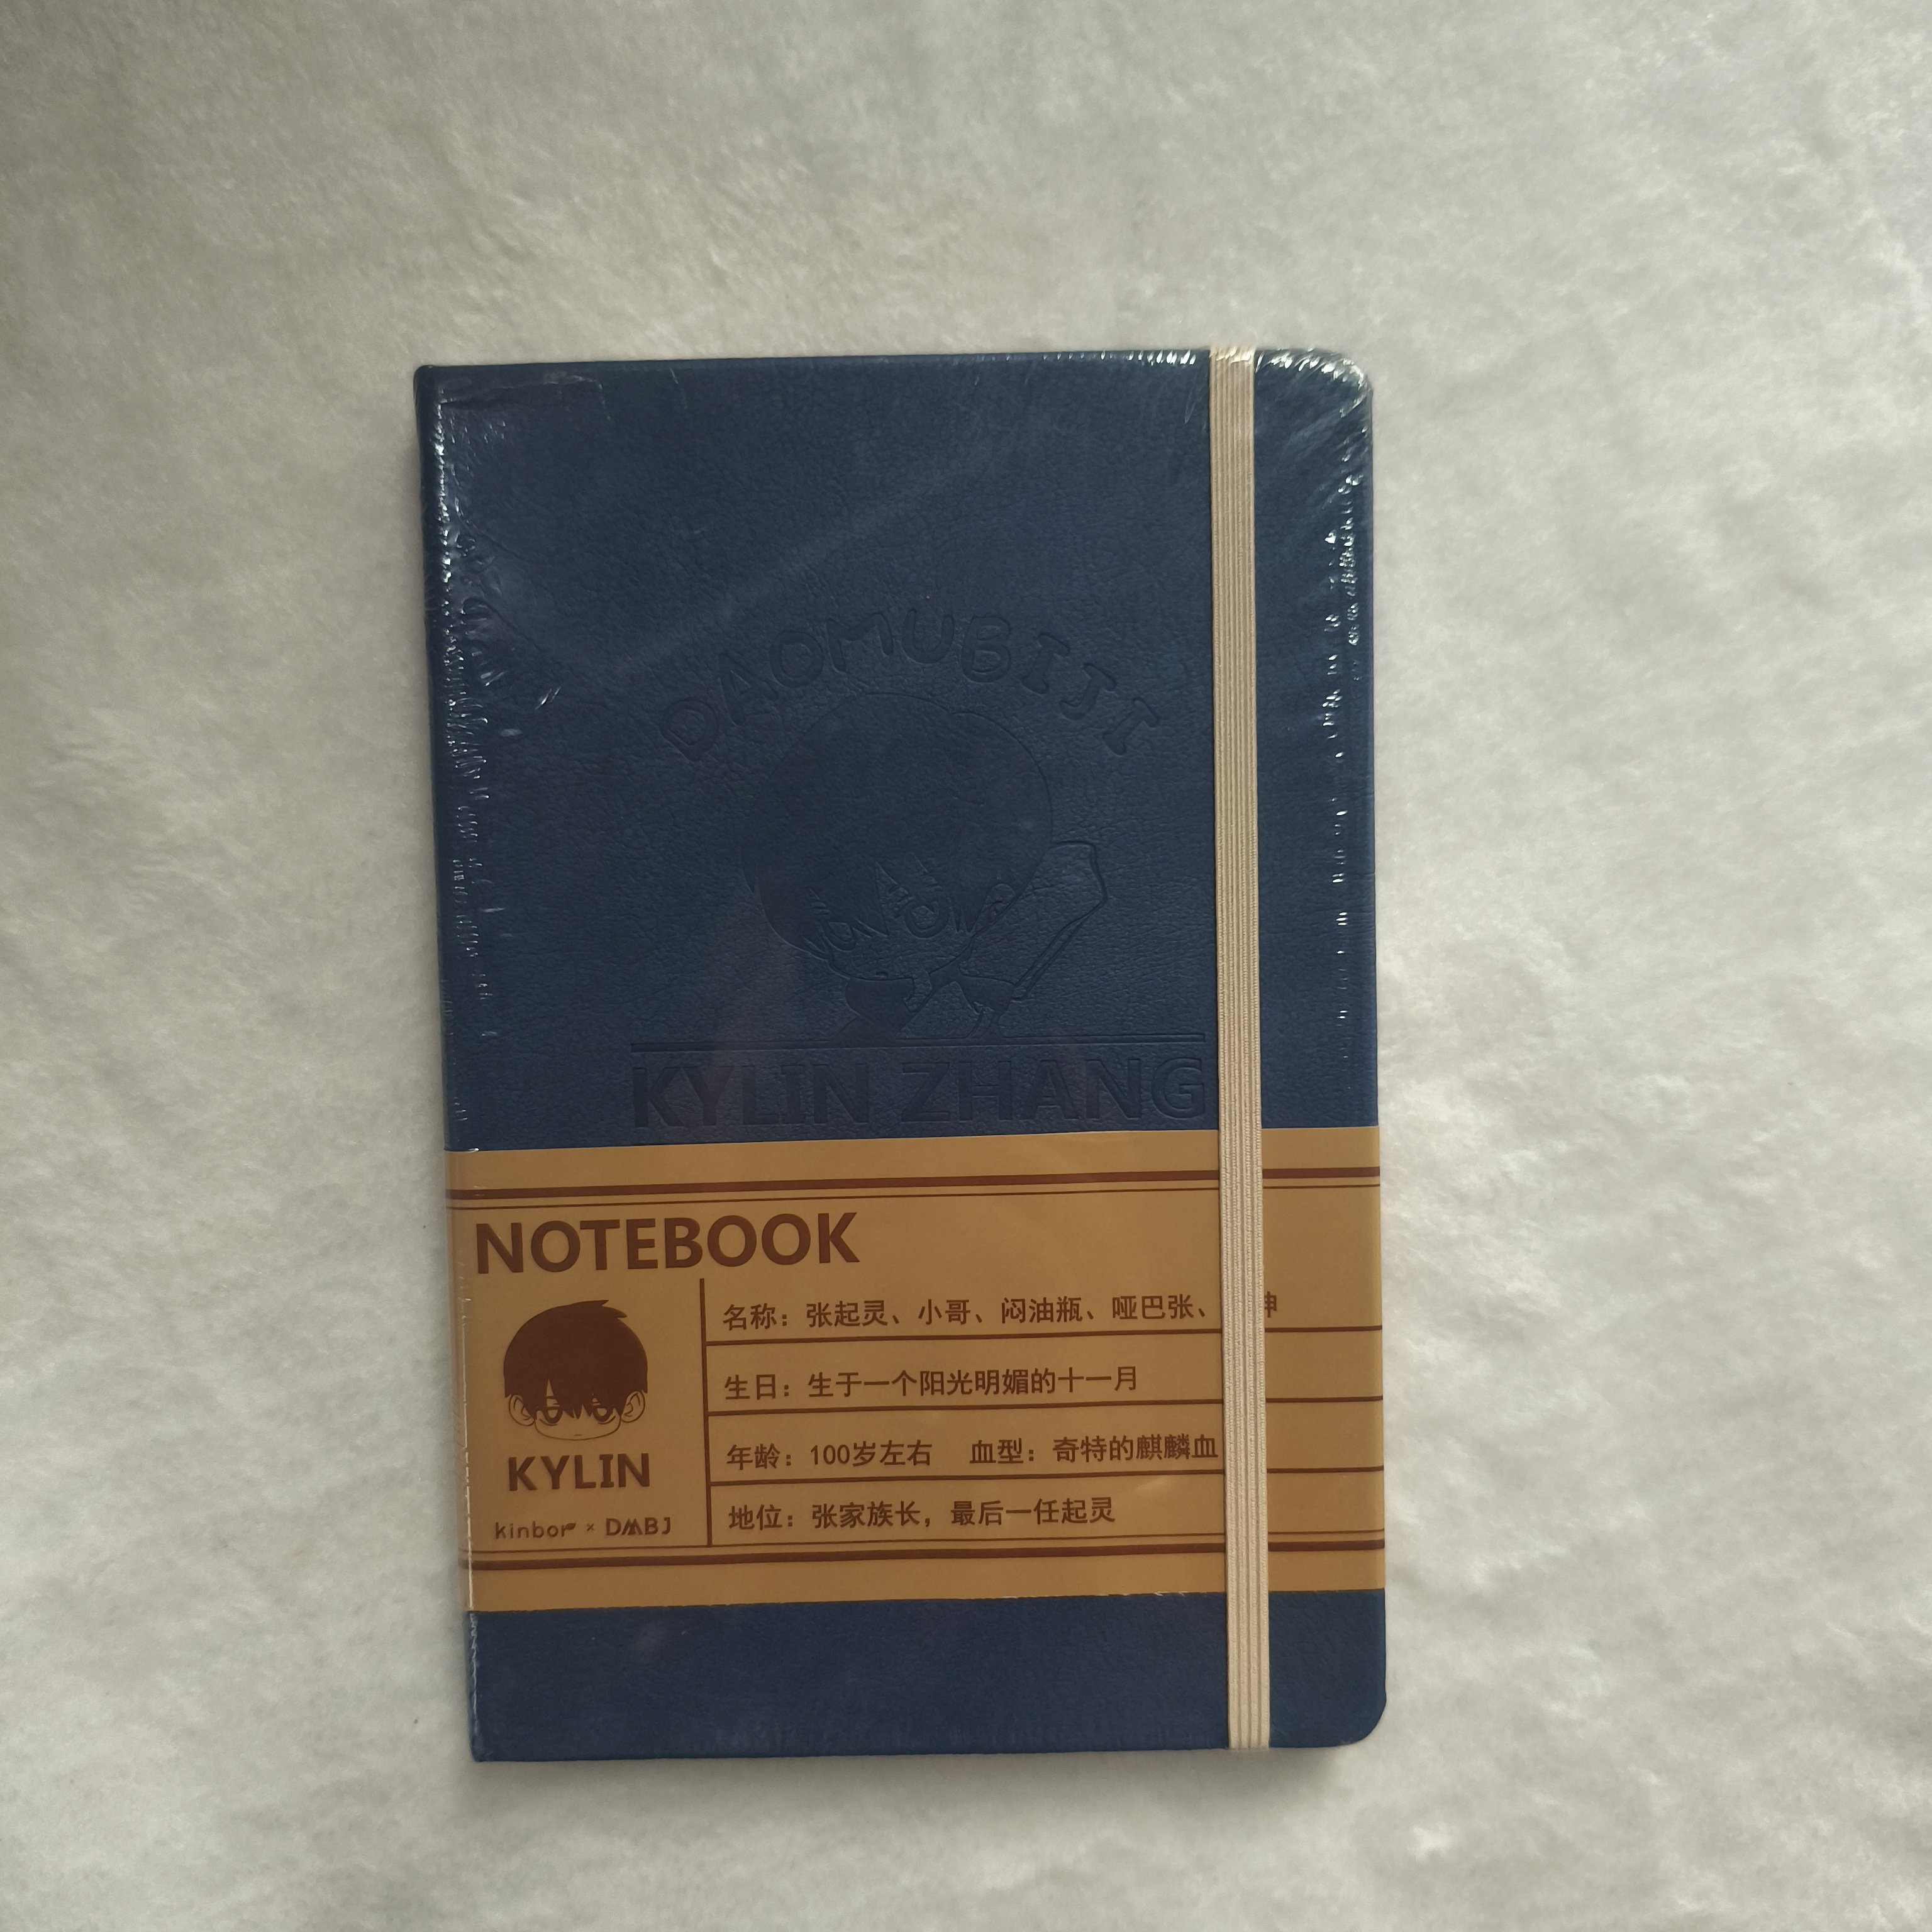 DAOMUBIJI
KYLIN ZHANG
NOTEBOOK
名称：张起灵、小哥、闷油瓶、哑巴张、
生日：生于一个阳光明媚的十一月
年龄：100岁左右 血型：奇特的麒麟血
地位：张家族长，最后一任起灵
KYLIN
kinbor × DMBJ